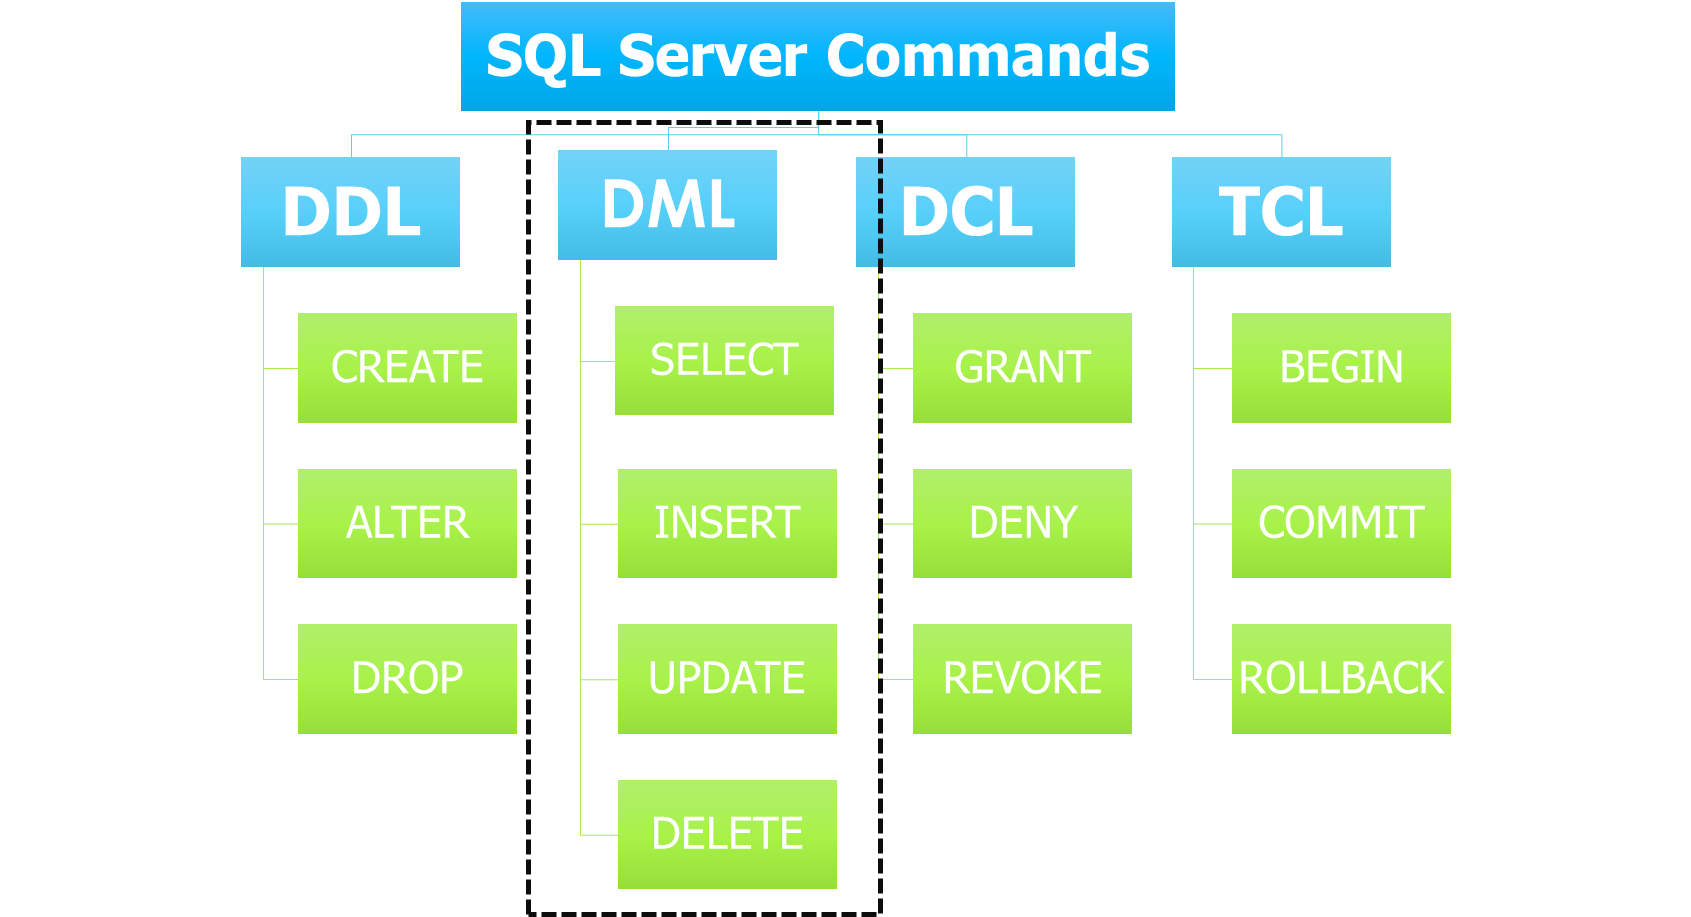 SQL Server Commands
DDL
CREATE
ALTER
DROP
DML
SELECT
INSERT
UPDATE
DELETE
DCL
GRANT
DENY
REVOKE
TCL
BEGIN
COMMIT
ROLLBACK